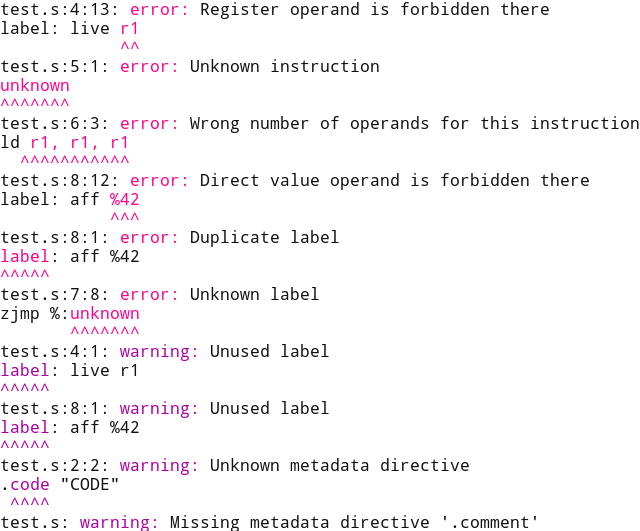 test.s:4:13: error: Register operand is forbidden there
label: live r1
            ^^
test.s:5:1: error: Unknown instruction
unknown
^^^^^^^
test.s:6:3: error: Wrong number of operands for this instruction
ld r1, r1, r1
  ^^^^^^^^^^^
test.s:8:12: error: Direct value operand is forbidden there
label: aff %42
           ^^^
test.s:8:1: error: Duplicate label
label: aff %42
^^^^^
test.s:7:8: error: Unknown label
zjmp %:unknown
       ^^^^^^^
test.s:4:1: warning: Unused label
label: live r1
^^^^^
test.s:8:1: warning: Unused label
label: aff %42
^^^^^
test.s:2:2: warning: Unknown metadata directive
.code "CODE"
 ^^^^
test.s: warning: Missing metadata directive '.comment'